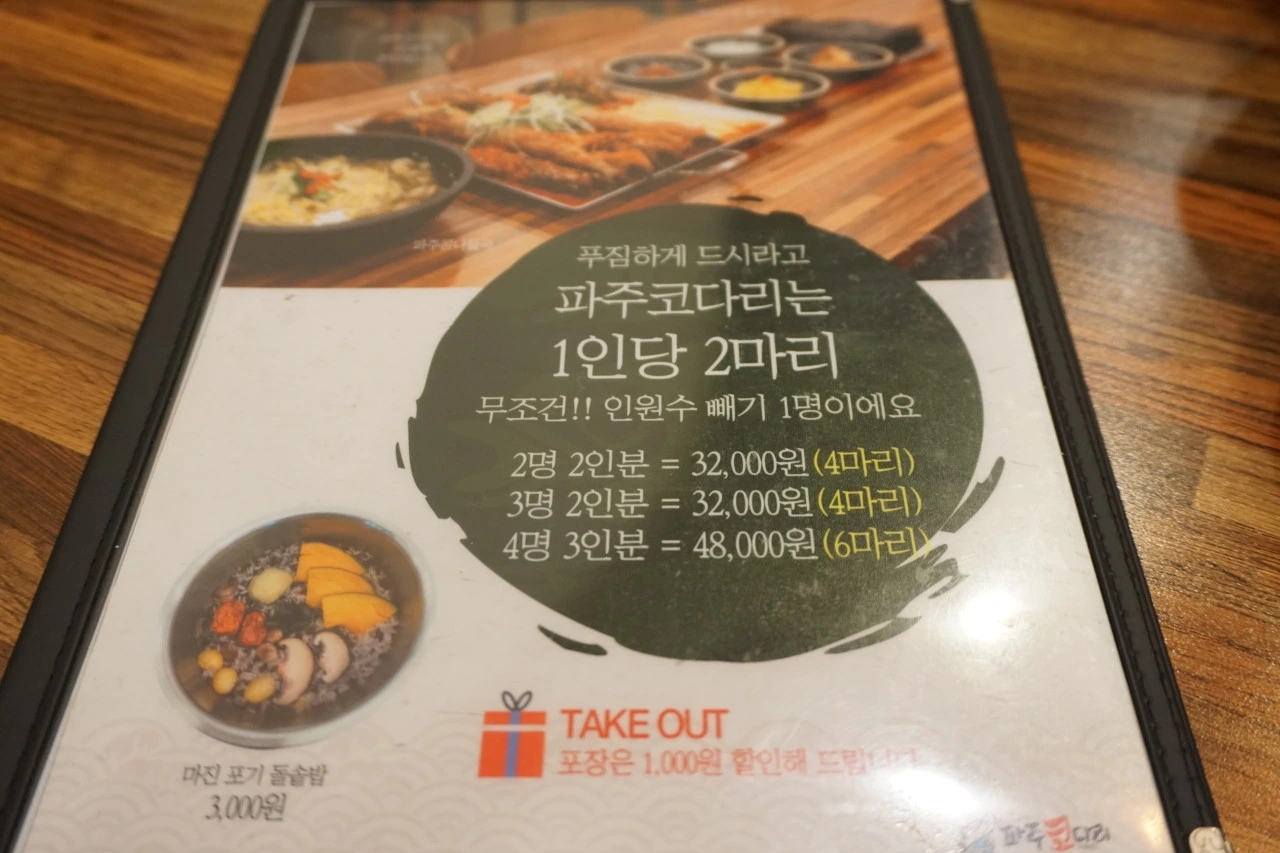 푸짐하게 드시라고
파주코다리는
1인당 2마리
무조건!! 인원수 빼기 1명이에요
2명 2인분 = 32,000원(4마리)
3명 2인분 = 32,000원(4마리)
4명 3인분 = 48,000원(6마리)
TAKE OUT
포장은 1,000원 할인해 드립니다
마진 포기 돌솥밥
3,000원
파주코다리